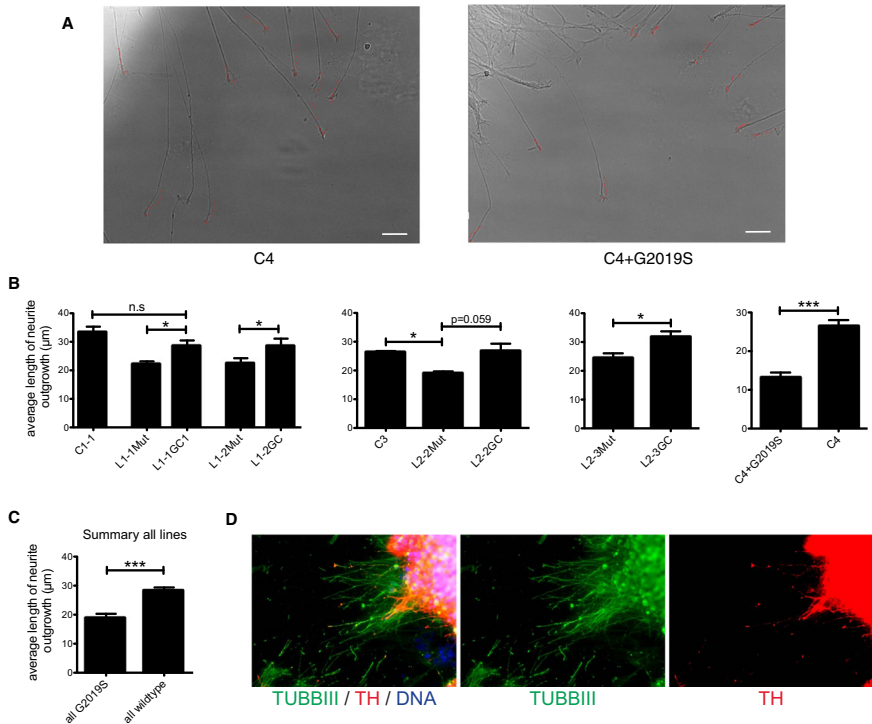 A
C4
C4+G2019S
B
average length of neurite
outgrowth (µm)
40
30
20
10
0
n.s
*
*
C1-1
L1-1Mut
L1-1GC1
L1-2Mut
L1-2GC
40
30
20
10
0
*
p=0.059
C3
L2-2Mut
L2-2GC
40
30
20
10
0
*
L2-3Mut
L2-3GC
30
20
10
0
***
C4+G2019S
C4
C
Summary all lines
average length of neurite
outgrowth (µm)
40
30
20
10
0
***
all G2019S
all wildtype
D
TUBBIII / TH / DNA
TUBBIII
TH